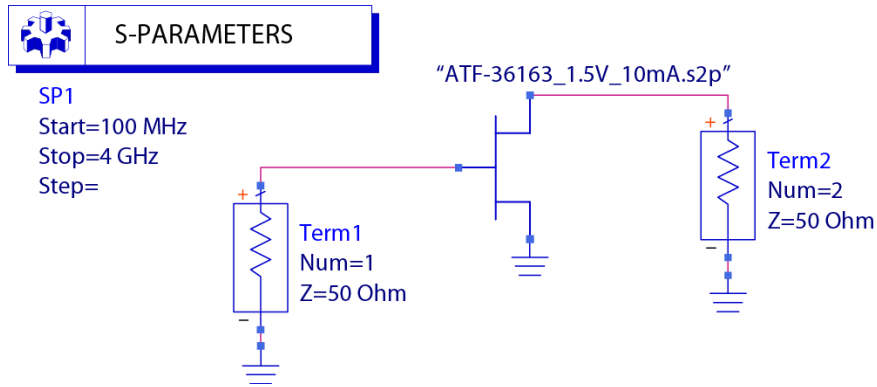 S-PARAMETERS
SP1
Start=100 MHz
Stop=4 GHz
Step=
“ATF-36163_1.5V_10mA.s2p”
+
Term1
Num=1
Z=50 Ohm
−
+
Term2
Num=2
Z=50 Ohm
−